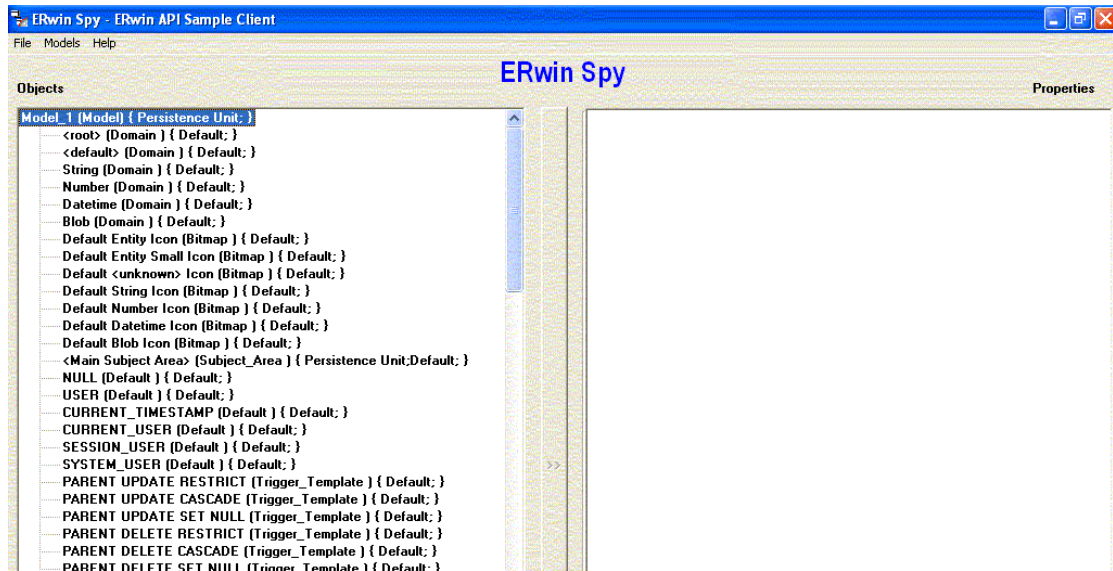 ERwin Spy - ERwin API Sample Client
File Models Help
ERwin Spy
Objects
Properties
Model_1 (Model) { Persistence Unit; }
<root> (Domain ) { Default; }
<default> (Domain ) { Default; }
String (Domain ) { Default; }
Number (Domain ) { Default; }
Datetime (Domain ) { Default; }
Blob (Domain ) { Default; }
Default Entity Icon (Bitmap ) { Default; }
Default Entity Small Icon (Bitmap ) { Default; }
Default <unknown> Icon (Bitmap ) { Default; }
Default String Icon (Bitmap ) { Default; }
Default Number Icon (Bitmap ) { Default; }
Default Datetime Icon (Bitmap ) { Default; }
Default Blob Icon (Bitmap ) { Default; }
<Main Subject Area> (Subject_Area ) { Persistence Unit;Default; }
NULL (Default ) { Default; }
USER (Default ) { Default; }
CURRENT_TIMESTAMP (Default ) { Default; }
CURRENT_USER (Default ) { Default; }
SESSION_USER (Default ) { Default; }
SYSTEM_USER (Default ) { Default; }
>>
PARENT UPDATE RESTRICT (Trigger_Template ) { Default; }
PARENT UPDATE CASCADE (Trigger_Template ) { Default; }
PARENT UPDATE SET NULL (Trigger_Template ) { Default; }
PARENT DELETE RESTRICT (Trigger_Template ) { Default; }
PARENT DELETE CASCADE (Trigger_Template ) { Default; }
PARENT DELETE SET NULL (Trigger_Template ) { Default; }